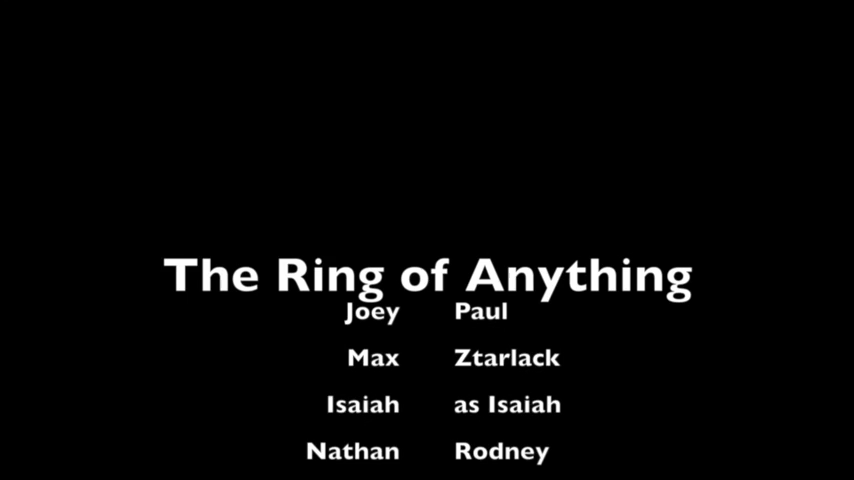 The Ring of Anything
Joey Paul
Max Ztarlack
Isaiah as Isaiah
Nathan Rodney